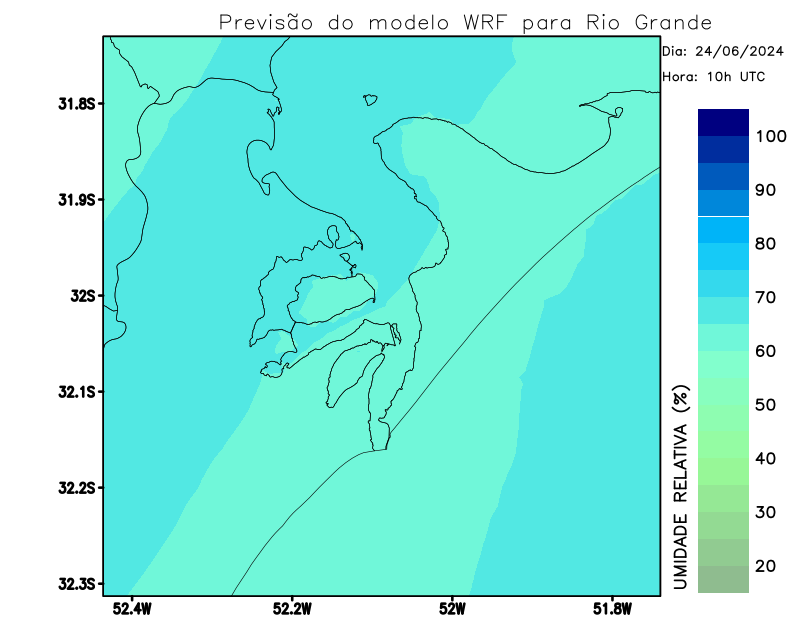 Previsão do modelo WRF para Rio Grande
Dia: 24/06/2024
Hora: 10h UTC
31.8S
31.9S
32S
32.1S
32.2S
32.3S
52.4W
52.2W
52W
51.8W
100
90
80
70
60
50
40
30
20
UMIDADE RELATIVA (%)